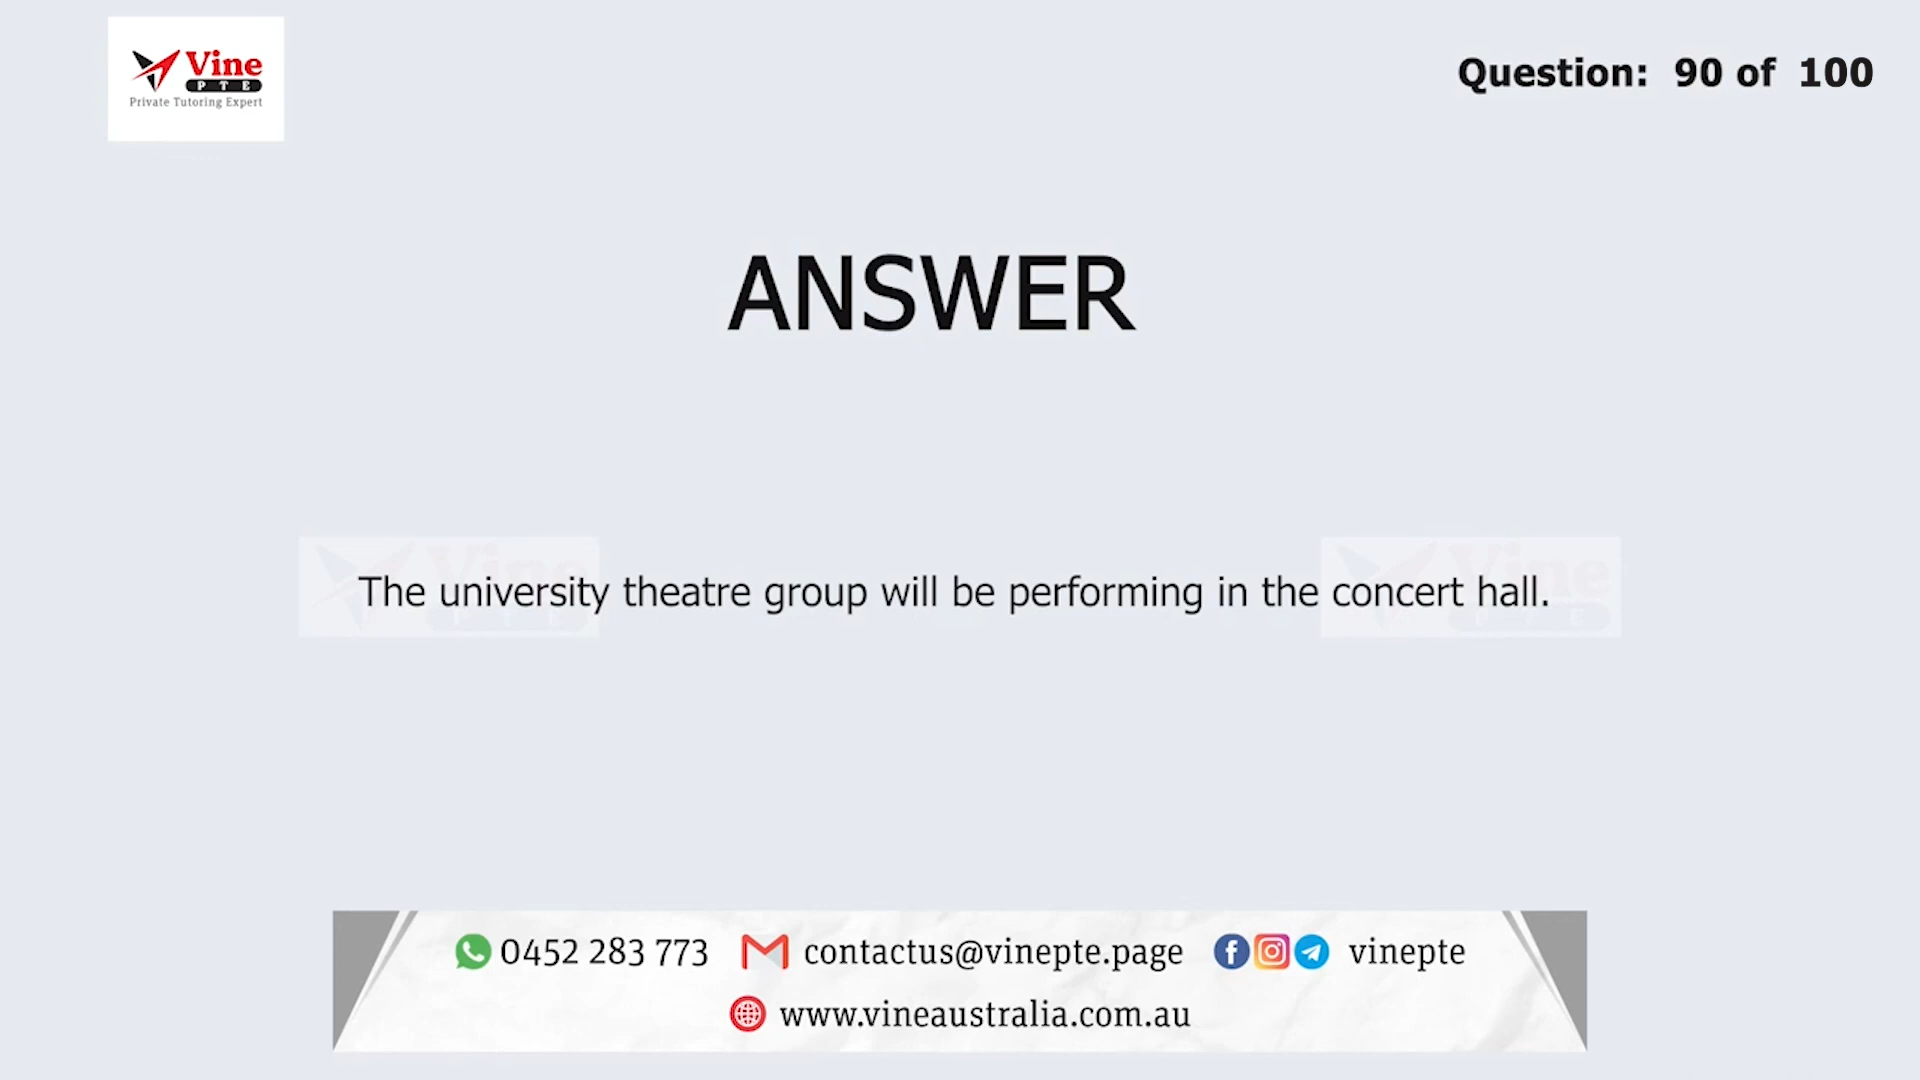 Vine
PTE
Private Tutoring Expert
Question: 90 of 100
ANSWER
The university theatre group will be performing in the concert hall.
0452 283 773 contactus@vinepte.page vinepte
www.vineaustralia.com.au